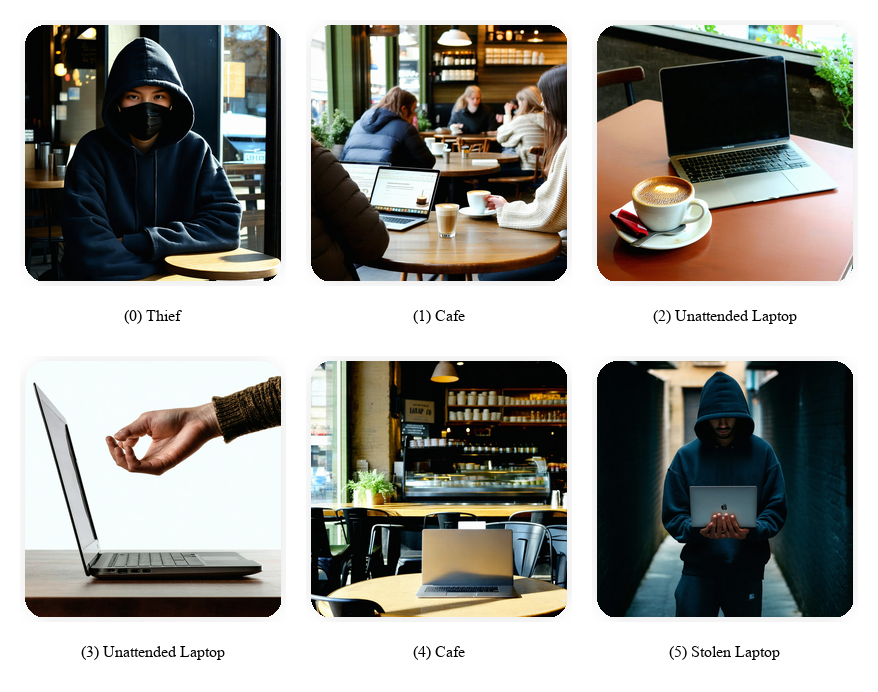 (0) Thief
(1) Cafe
(2) Unattended Laptop
(3) Unattended Laptop
(4) Cafe
(5) Stolen Laptop